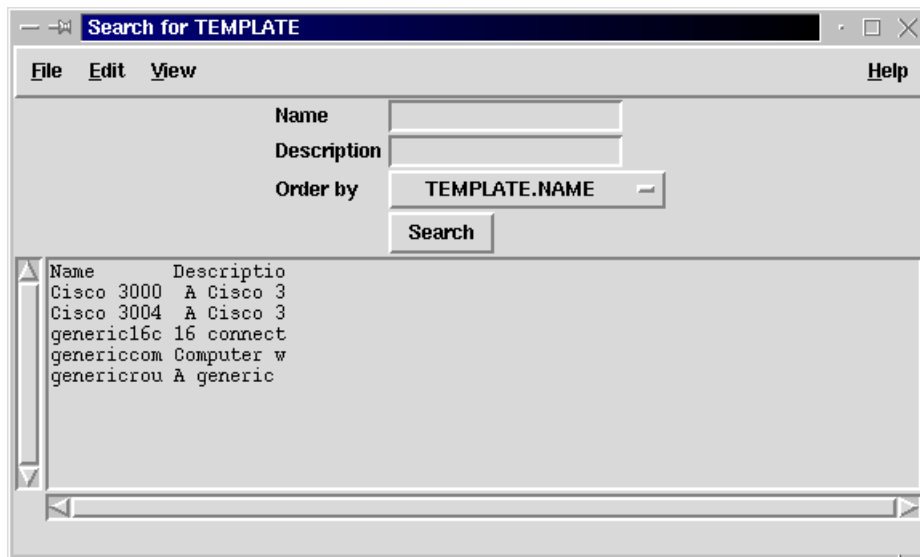 Search for TEMPLATE
File Edit View Help
Name
Description
Order by TEMPLATE.NAME
Search
Name Descriptio
Cisco 3000 A Cisco 3
Cisco 3004 A Cisco 3
generic16c 16 connect
genericcom Computer w
genericrou A generic